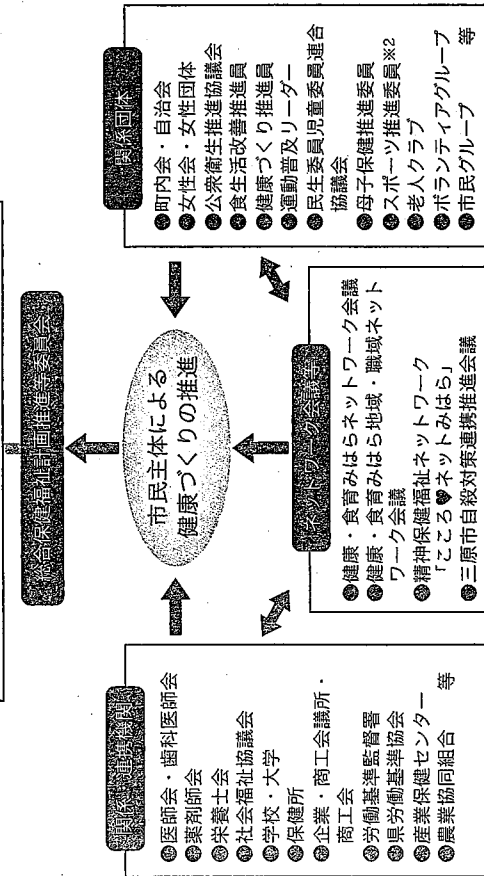 総合保健福祉計画推進等委員会
市民主体による
健康づくりの推進
関係・連携機関
●医師会・歯科医師会
●薬剤師会
●栄養士会
●社会福祉協議会
●学校・大学
●保健所
●企業・商工会議所・
商工会
●労働基準監督署
●県労働基準協会
●産業保健センター
●農業協同組合 等
ネットワーク会議等
●健康・食育みはらネットワーク会議
●健康・食育みはら地域・職域ネット
ワーク会議
●精神保健福祉ネットワーク
「こころ♥ネットみはら」
●三原市自殺対策連携推進会議
関係団体
●町内会・自治会
●女性会・女性団体
●公衆衛生推進協議会
●食生活改善推進員
●健康づくり推進員
●運動普及リーダー
●民生委員児童委員連合
協議会
●母子保健推進委員
●スポーツ推進委員※2
●老人クラブ
●ボランティアグループ
●市民グループ 等